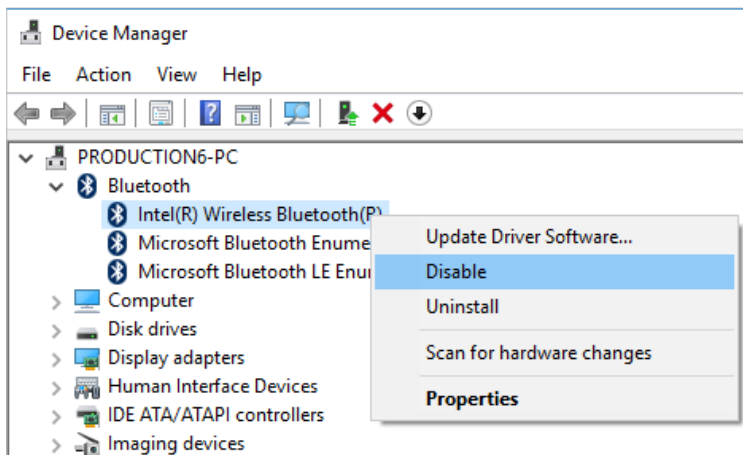 Device Manager
File Action View Help
PRODUCTION6-PC
Bluetooth
Intel(R) Wireless Bluetooth(R)
Microsoft Bluetooth Enume
Microsoft Bluetooth LE Enu
Computer
Disk drives
Display adapters
Human Interface Devices
IDE ATA/ATAPI controllers
Imaging devices
Update Driver Software...
Disable
Uninstall
Scan for hardware changes
Properties